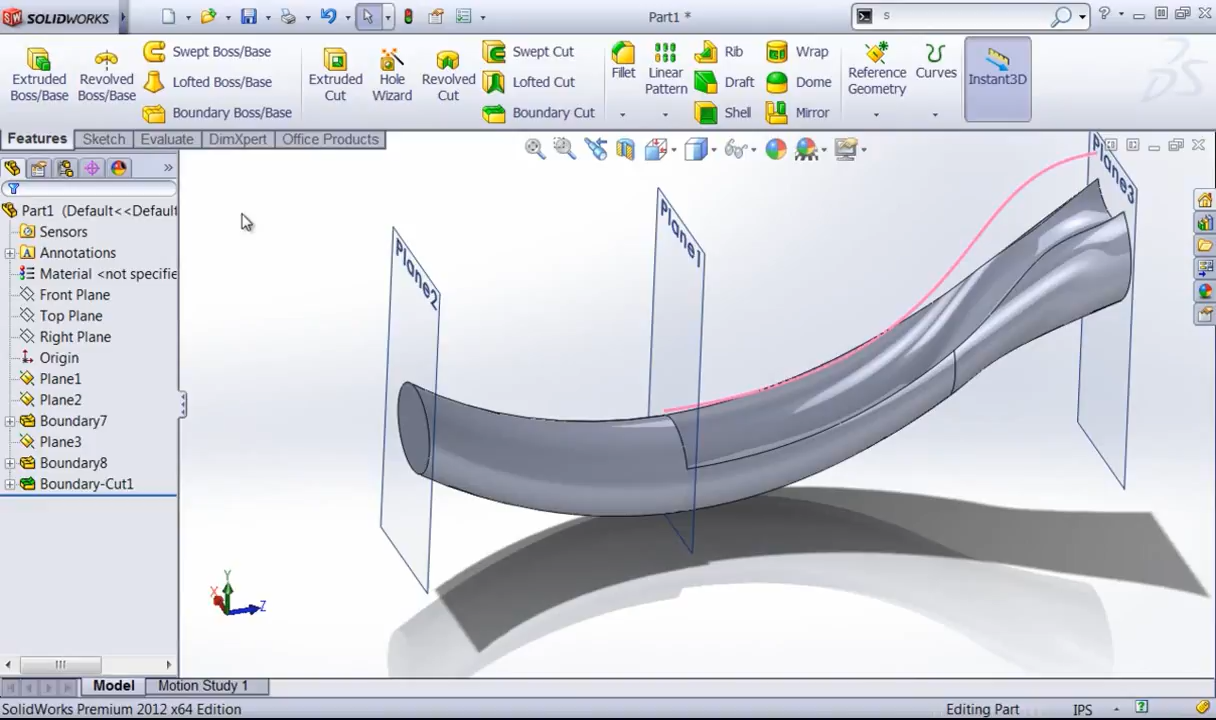 SOLIDWORKS
Part1 *
s
Extruded Boss/Base
Revolved Boss/Base
Swept Boss/Base
Lofted Boss/Base
Boundary Boss/Base
Extruded Cut
Hole Wizard
Revolved Cut
Swept Cut
Lofted Cut
Boundary Cut
Fillet
Linear Pattern
Rib
Draft
Shell
Wrap
Dome
Mirror
Reference Geometry
Curves
Instant3D
Features
Sketch
Evaluate
DimXpert
Office Products
Part1 (Default<<Default
Sensors
Annotations
Material <not specifie
Front Plane
Top Plane
Right Plane
Origin
Plane1
Plane2
Boundary7
Plane3
Boundary8
Boundary-Cut1
Plane2
Plane1
Plane3
Y
X
Z
Model
Motion Study 1
SolidWorks Premium 2012 x64 Edition
Editing Part
IPS